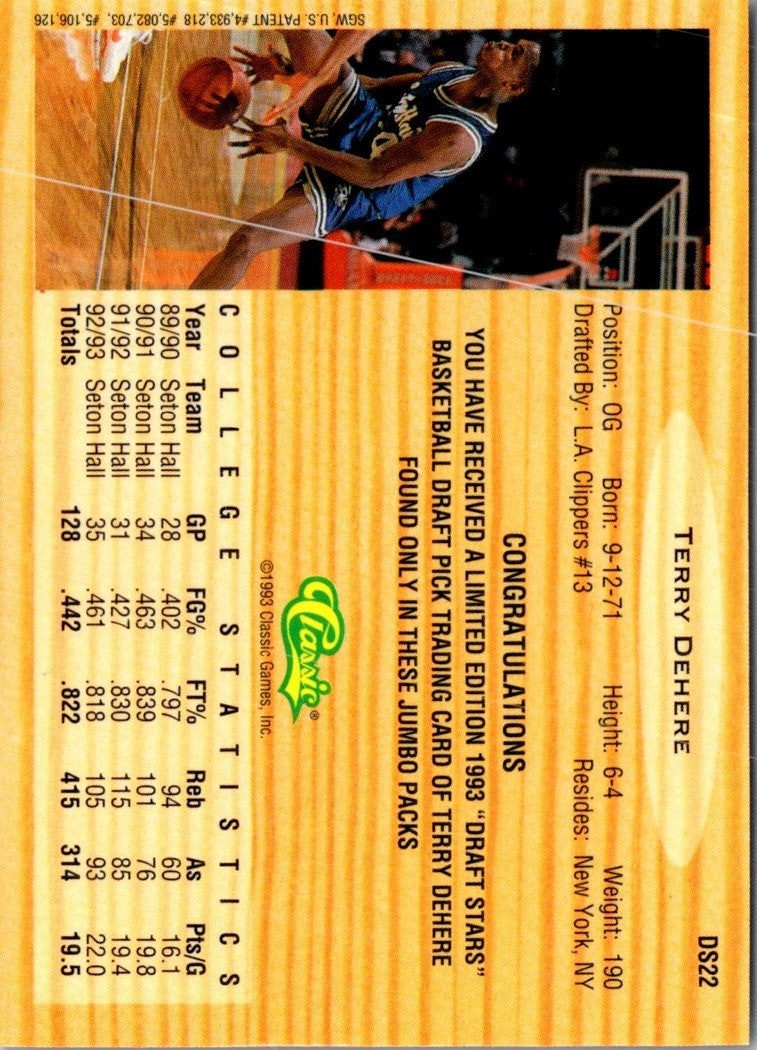 DS22
TERRY DEHERE
Position: OG Born: 9-12-71 Height: 6-4 Weight: 190
Drafted By: L.A. Clippers #13 Resides: New York, NY
CONGRATULATIONS
YOU HAVE RECEIVED A LIMITED EDITION 1993 "DRAFT STARS"
BASKETBALL DRAFT PICK TRADING CARD OF TERRY DEHERE
FOUND ONLY IN THESE JUMBO PACKS
Classic®
©1993 Classic Games, Inc.
COLLEGE STATISTICS
Year Team GP FG% FT% Reb As Pts/G
89/90 Seton Hall 28 .402 .797 94 60 16.1
90/91 Seton Hall 34 .463 .839 101 76 19.8
91/92 Seton Hall 31 .427 .830 115 85 19.4
92/93 Seton Hall 35 .461 .818 105 93 22.0
Totals 128 .442 .822 415 314 19.5
SGW, U.S. PATENT #4,933,218 #5,082,703, #5,106,126